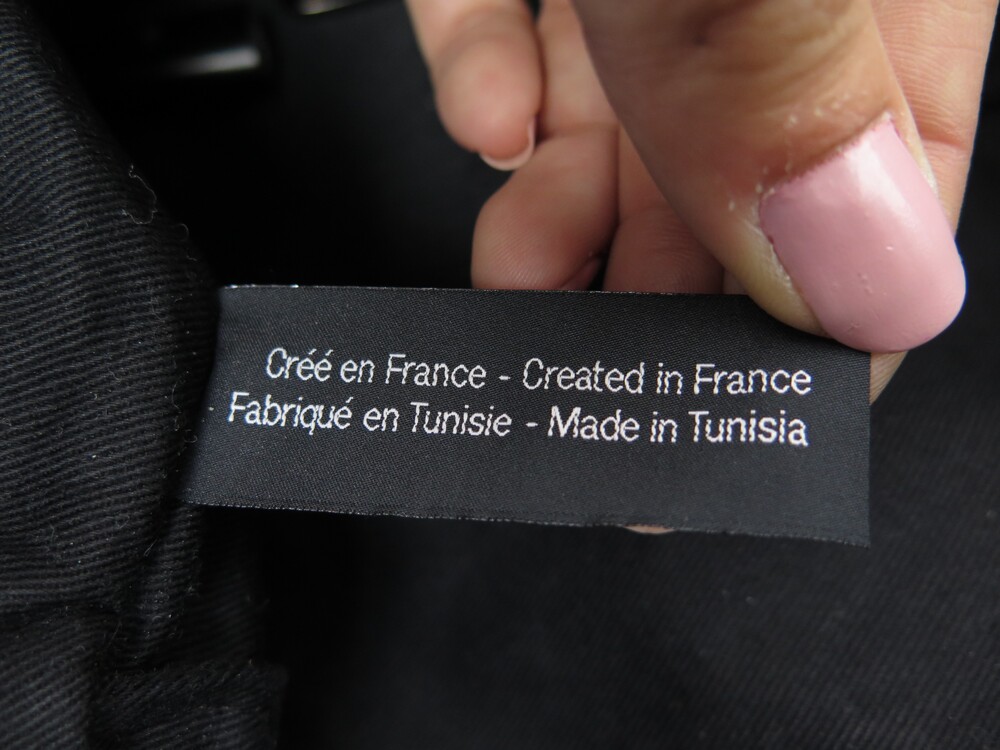 Créé en France - Created in France
Fabriqué en Tunisie - Made in Tunisia